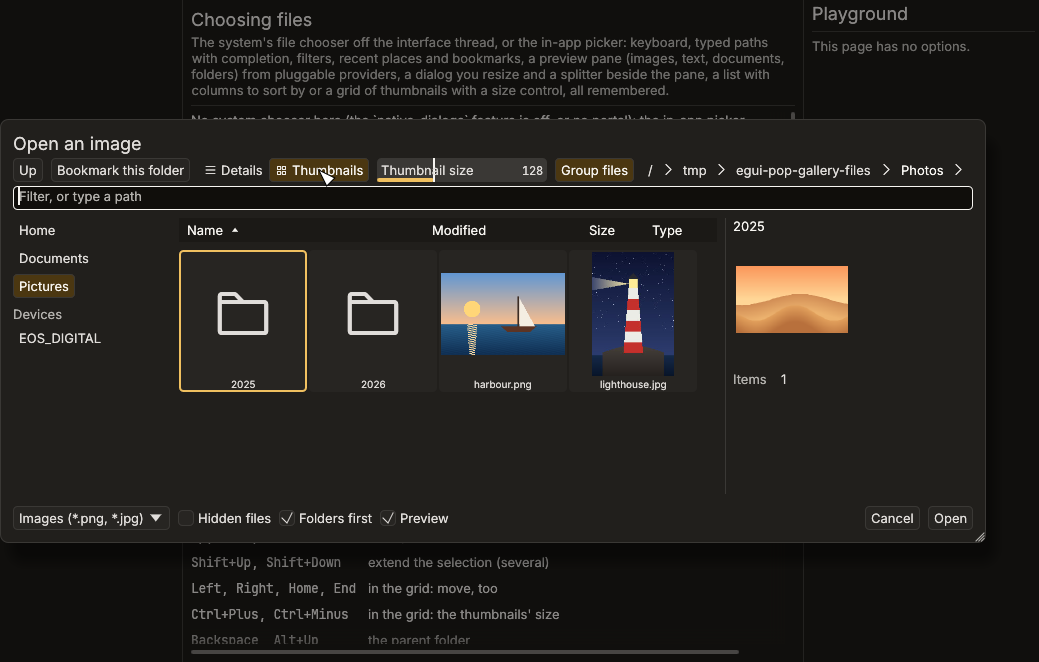 Choosing files
The system's file chooser off the interface thread, or the in-app picker: keyboard, typed paths
with completion, filters, recent places and bookmarks, a preview pane (images, text, documents,
folders) from pluggable providers, a dialog you resize and a splitter beside the pane, a list with
columns to sort by or a grid of thumbnails with a size control, all remembered.
Playground
This page has no options.
Open an image
Up Bookmark this folder Details Thumbnails Thumbnail size 128 Group files / tmp egui-pop-gallery-files Photos
Filter, or type a path
Home
Documents
Pictures
Devices
EOS_DIGITAL
Name Modified Size Type
2025 2026 harbour.png lighthouse.jpg
2025
Items 1
Images (*.png, *.jpg) Hidden files Folders first Preview Cancel Open
Shift+Up, Shift+Down extend the selection (several)
Left, Right, Home, End in the grid: move, too
Ctrl+Plus, Ctrl+Minus in the grid: the thumbnails' size
Backspace Alt+Up the parent folder